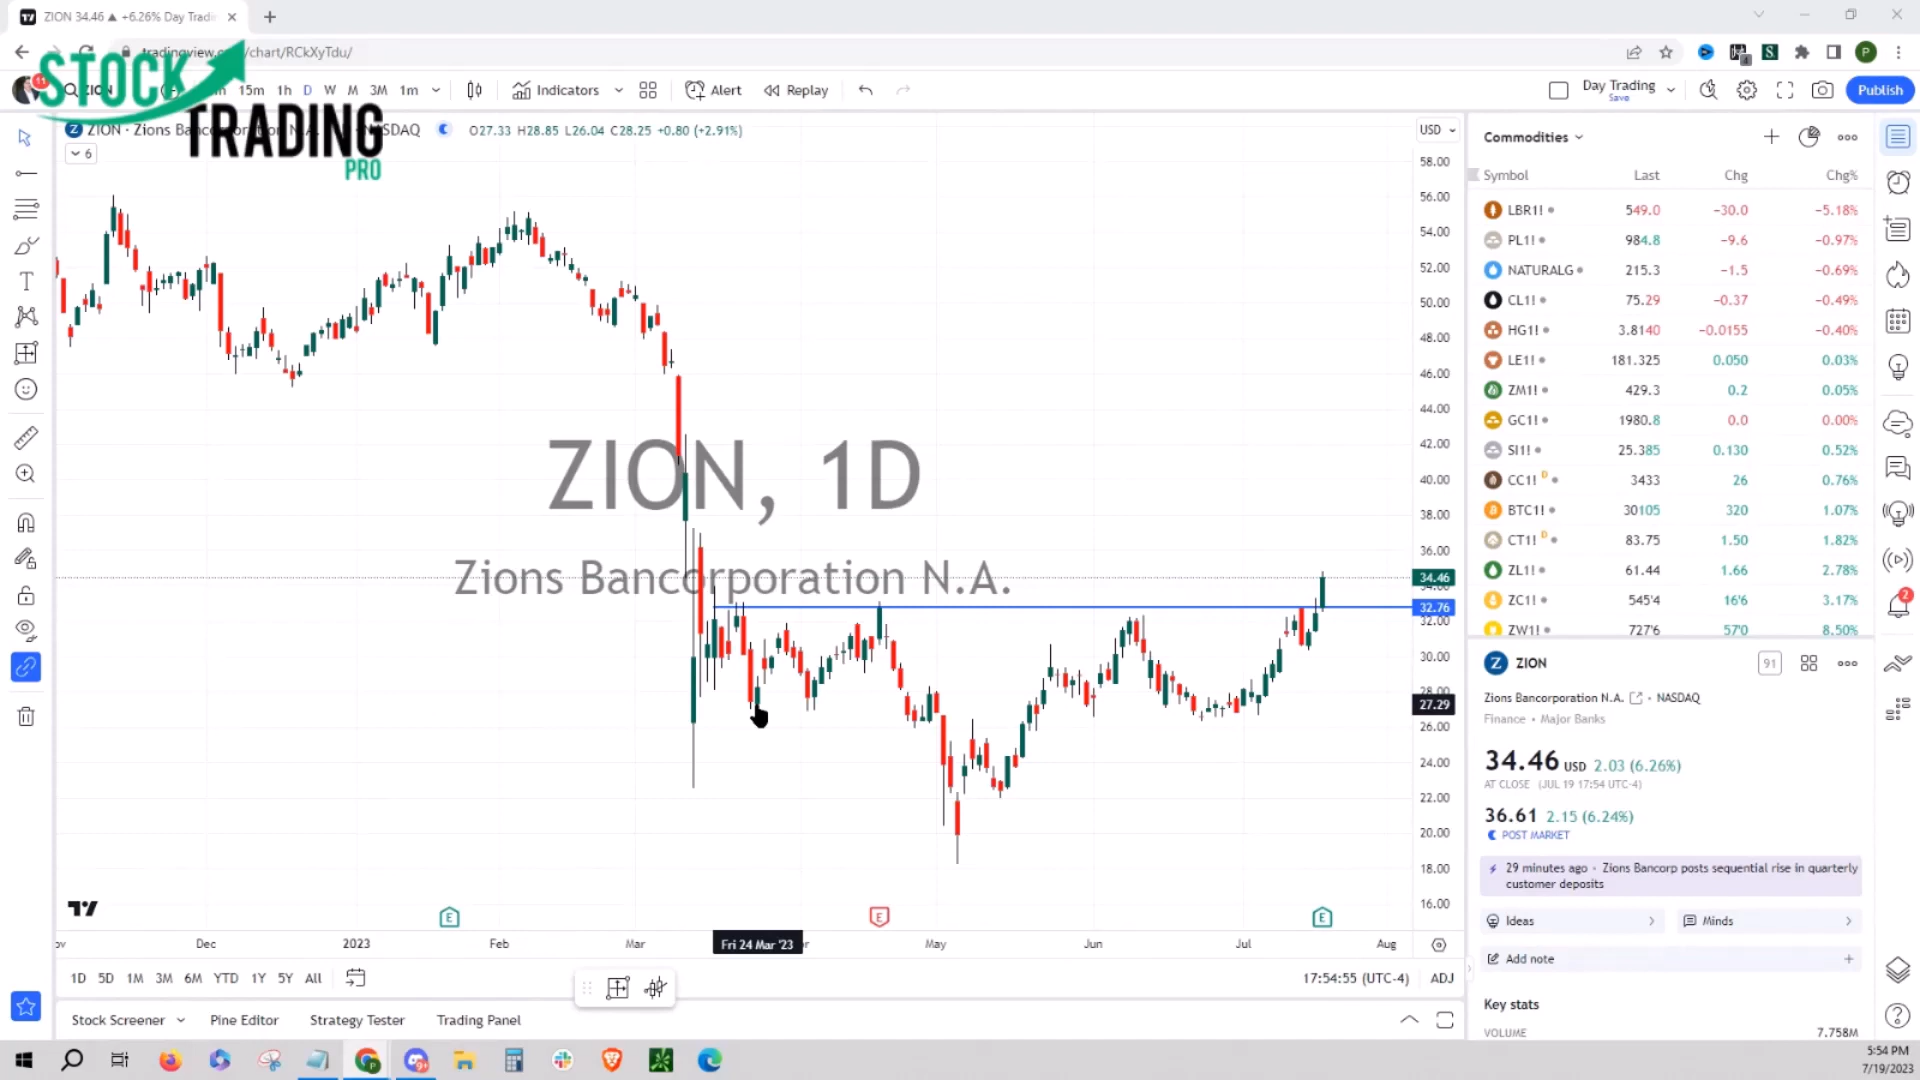 ZION 34.46 ▲ +6.26% Day Tradi
tradingview.c /chart/RCkXyTdu/
STOCK
TRADING
PRO
11
ZION
15m 1h D W M 3M 1m Indicators Alert Replay
Day Trading
Save
Publish
ZION · Zions Bancorporation N.A. NASDAQ O27.33 H28.85 L26.04 C28.25 +0.80 (+2.91%)
6
USD
58.00
56.00
54.00
52.00
50.00
48.00
46.00
44.00
42.00
40.00
38.00
36.00
34.46
34.00
32.76
32.00
30.00
28.00
27.29
26.00
24.00
22.00
20.00
18.00
16.00
ZION, 1D
Zions Bancorporation N.A.
E E E
Dec 2023 Feb Mar Fri 24 Mar '23 May Jun Jul Aug
1D 5D 1M 3M 6M YTD 1Y 5Y All
17:54:55 (UTC-4) ADJ
Stock Screener Pine Editor Strategy Tester Trading Panel
Commodities
Symbol Last Chg Chg%
LBR1! 549.0 −30.0 −5.18%
PL1! 984.8 −9.6 −0.97%
NATURALG 215.3 −1.5 −0.69%
CL1! 75.29 −0.37 −0.49%
HG1! 3.8140 −0.0155 −0.40%
LE1! 181.325 0.050 0.03%
ZM1! 429.3 0.2 0.05%
GC1! 1980.8 0.0 0.00%
SI1! 25.385 0.130 0.52%
CC1! D 3433 26 0.76%
BTC1! 30105 320 1.07%
CT1! D 83.75 1.50 1.82%
ZL1! 61.44 1.66 2.78%
ZC1! 545'4 16'6 3.17%
ZW1! 727'6 57'0 8.50%
Z ZION
91
Zions Bancorporation N.A. · NASDAQ
Finance · Major Banks
34.46 USD 2.03 (6.26%)
AT CLOSE (JUL 19 17:54 UTC-4)
36.61 2.15 (6.24%)
POST MARKET
29 minutes ago · Zions Bancorp posts sequential rise in quarterly
customer deposits
Ideas
Minds
Add note
Key stats
VOLUME 7.758M
2
P
4
5:54 PM
7/19/2023